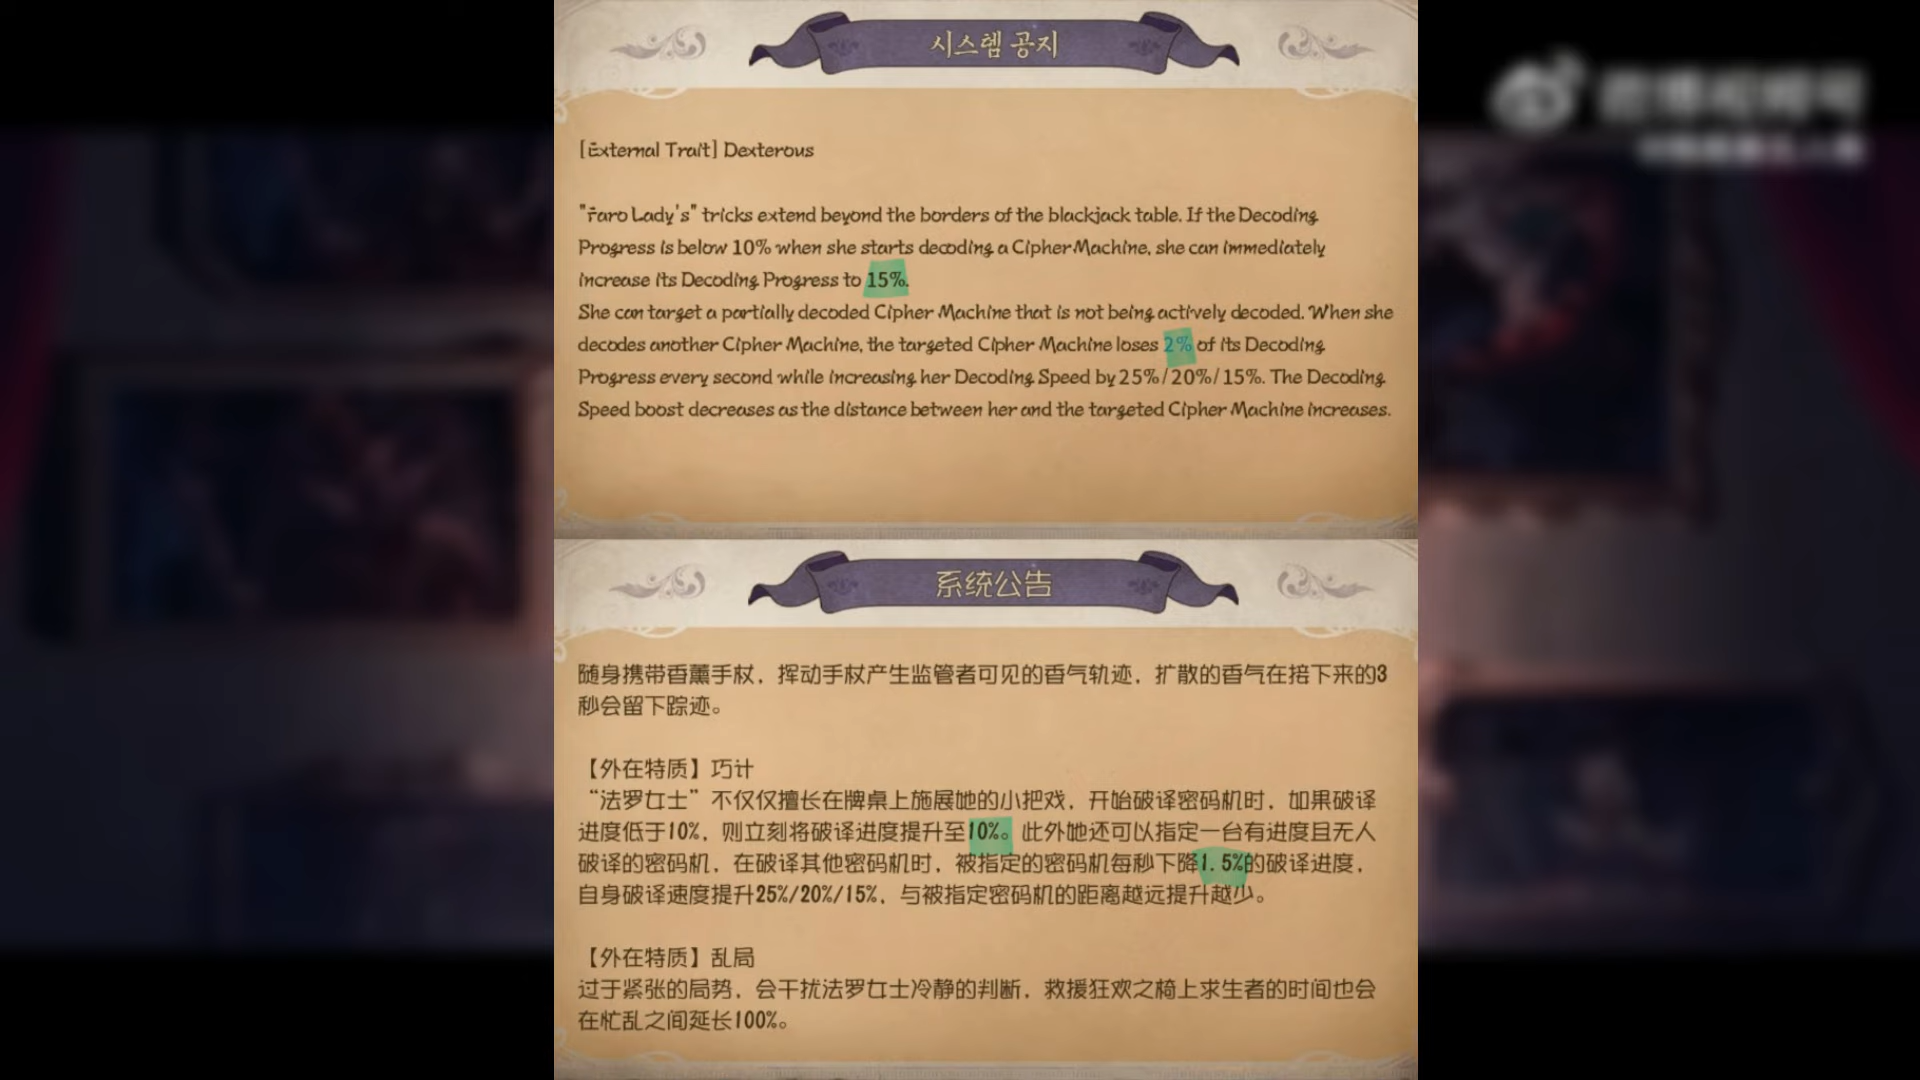 시스템 공지
[External Trait] Dexterous
"Faro Lady's" tricks extend beyond the borders of the blackjack table. If the Decoding
Progress is below 10% when she starts decoding a Cipher Machine, she can immediately
increase its Decoding Progress to 15%.
She can target a partially decoded Cipher Machine that is not being actively decoded. When she
decodes another Cipher Machine, the targeted Cipher Machine loses 2% of its Decoding
Progress every second while increasing her Decoding Speed by 25%/20%/15%. The Decoding
Speed boost decreases as the distance between her and the targeted Cipher Machine increases.
系统公告
随身携带香薰手杖，挥动手杖产生监管者可见的香气轨迹，扩散的香气在接下来的3
秒会留下踪迹。
【外在特质】巧计
“法罗女士”不仅仅擅长在牌桌上施展她的小把戏，开始破译密码机时，如果破译
进度低于10%，则立刻将破译进度提升至10%。此外她还可以指定一台有进度且无人
破译的密码机，在破译其他密码机时，被指定的密码机每秒下降1.5%的破译进度，
自身破译速度提升25%/20%/15%，与被指定密码机的距离越远提升越少。
【外在特质】乱局
过于紧张的局势，会干扰法罗女士冷静的判断，救援狂欢之椅上求生者的时间也会
在忙乱之间延长100%。